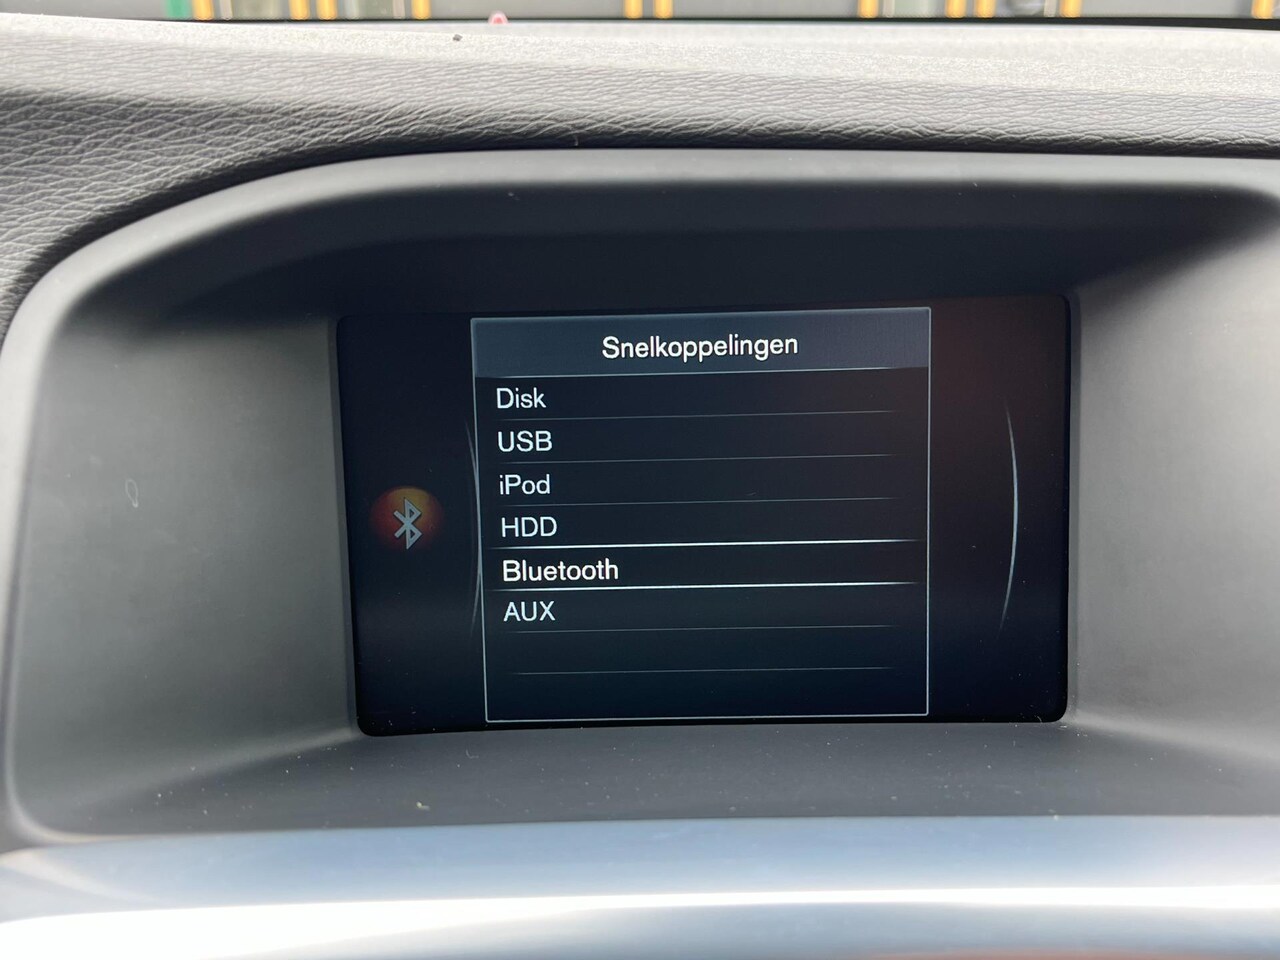 Snelkoppelingen
Disk
USB
iPod
HDD
Bluetooth
AUX